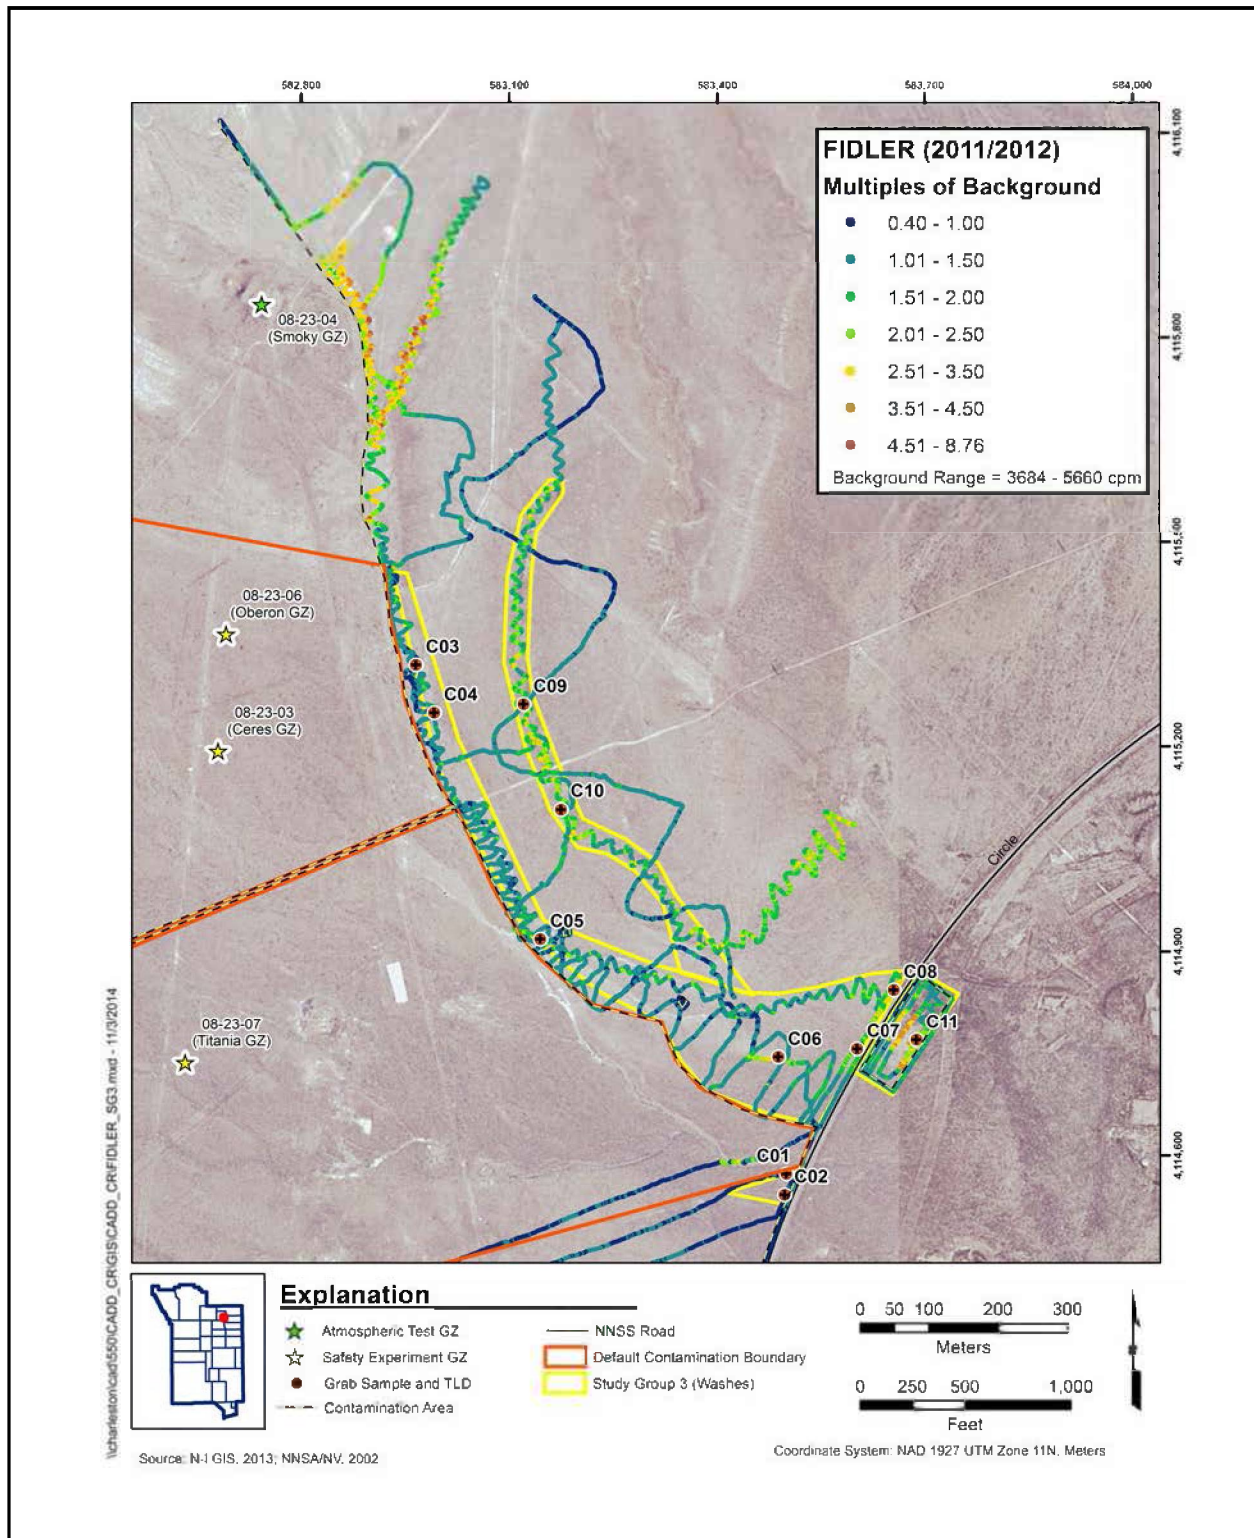 582,800 583,100 583,400 583,700 584,000
4,116,100
4,115,800
4,115,500
4,115,200
4,114,900
4,114,600
FIDLER (2011/2012)
Multiples of Background
0.40 - 1.00
1.01 - 1.50
1.51 - 2.00
2.01 - 2.50
2.51 - 3.50
3.51 - 4.50
4.51 - 8.76
Background Range = 3684 - 5660 cpm
08-23-04
(Smoky GZ)
08-23-06
(Oberon GZ)
C03
C04
C09
08-23-03
(Ceres GZ)
C10
Circle
C05
C08
C11
C07
C06
08-23-07
(Titania GZ)
C01
C02
Explanation
Atmospheric Test GZ
Safety Experiment GZ
Grab Sample and TLD
Contamination Area
NNSS Road
Default Contamination Boundary
Study Group 3 (Washes)
0 50 100 200 300
Meters
0 250 500 1,000
Feet
Source: N-I GIS, 2013; NNSA/NV, 2002
Coordinate System: NAD 1927 UTM Zone 11N, Meters